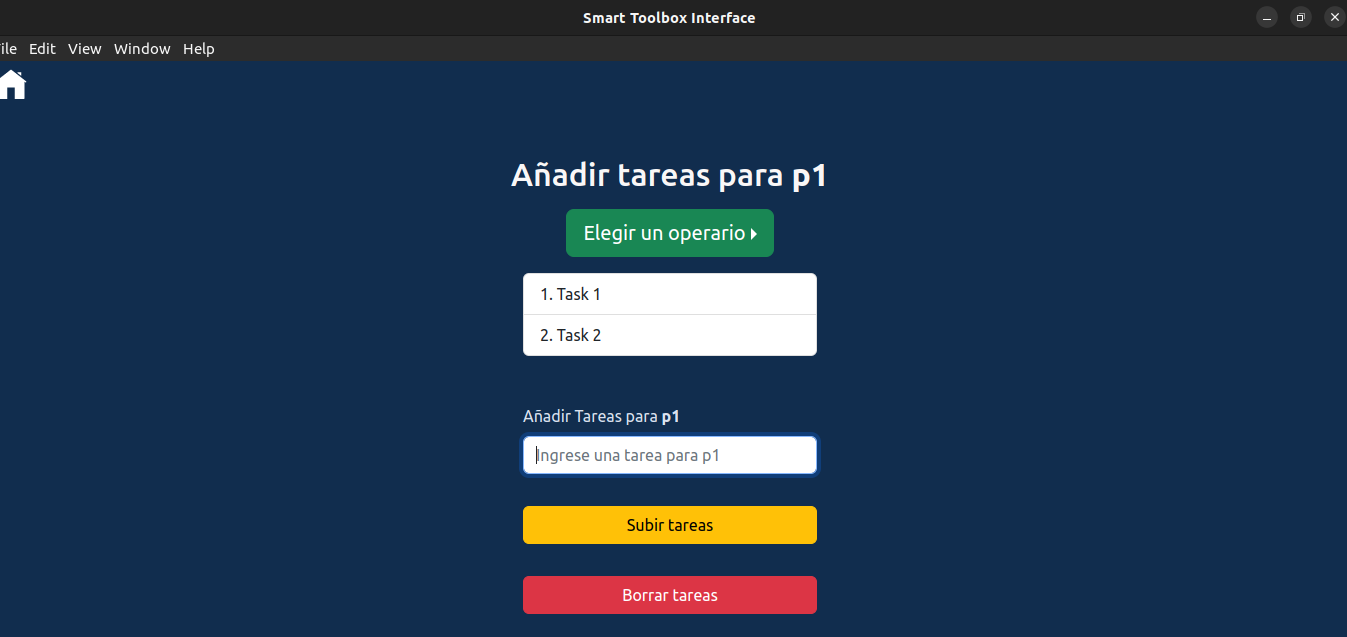 Smart Toolbox Interface
ile Edit View Window Help
Añadir tareas para p1
Elegir un operario
1. Task 1
2. Task 2
Añadir Tareas para p1
Ingrese una tarea para p1
Subir tareas
Borrar tareas